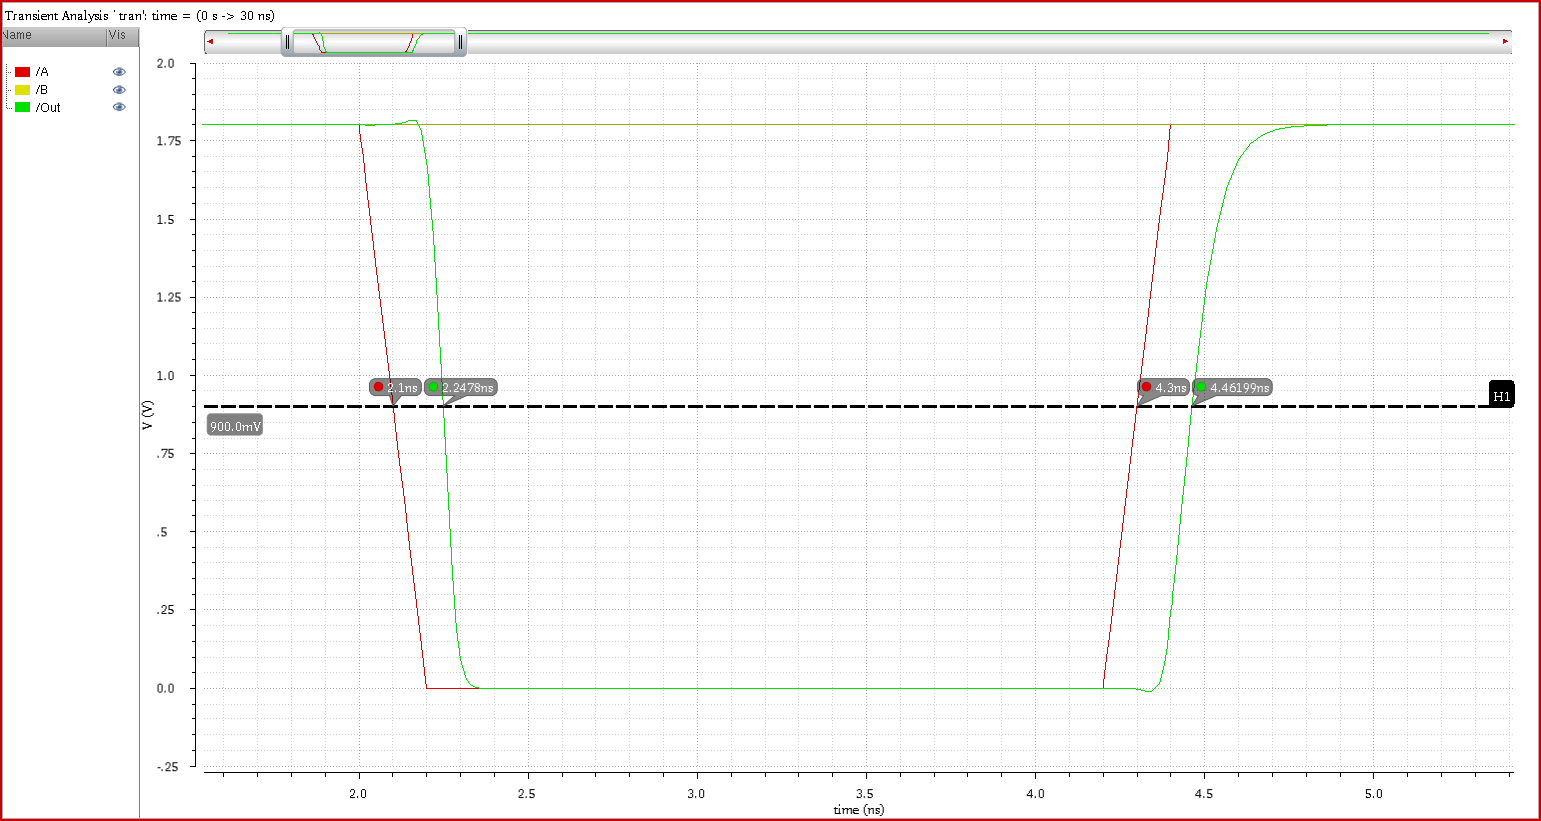 Transient Analysis `tran': time = (0 s -> 30 ns)
Name Vis
/A
/B
/Out
2.0
1.75
1.5
1.25
1.0
.75
.5
.25
0.0
-.25
V (V)
2.1ns
2.2478ns
4.3ns
4.46199ns
H1
900.0mV
2.0 2.5 3.0 3.5 4.0 4.5 5.0
time (ns)